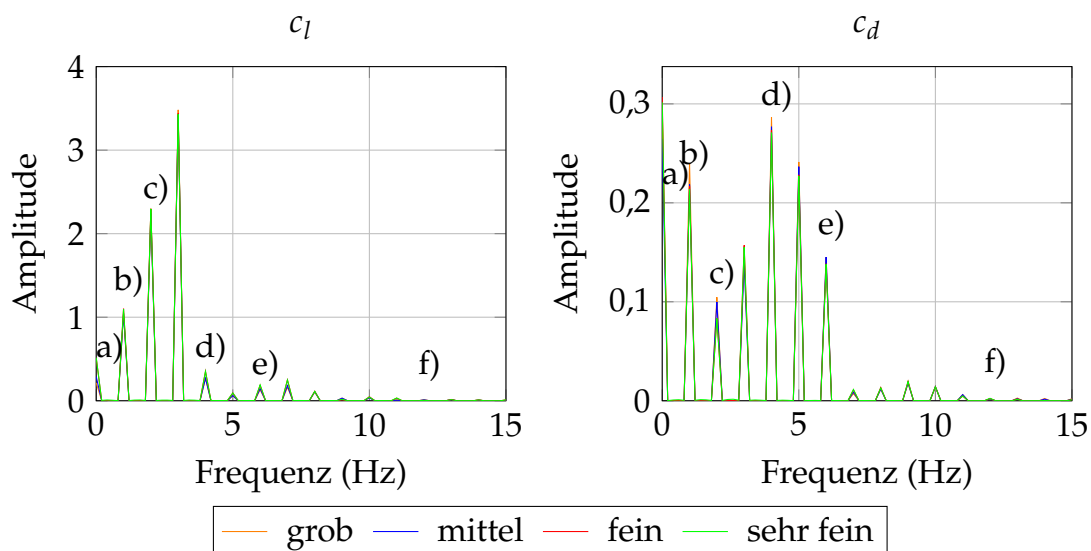 c_l
4
3
2
1
0
Amplitude
a)
b)
c)
d)
e)
f)
0 5 10 15
Frequenz (Hz)
c_d
0,3
0,2
0,1
0
Amplitude
a)
b)
c)
d)
e)
f)
0 5 10 15
Frequenz (Hz)
grob mittel fein sehr fein